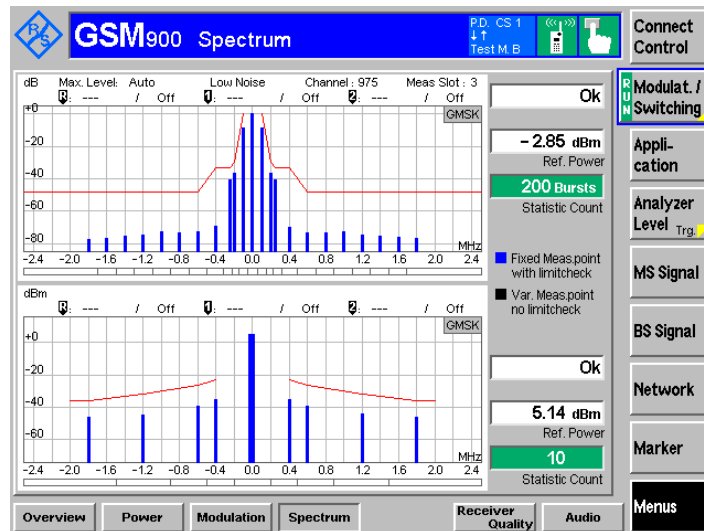 R S
GSM900 Spectrum
P.D. CS 1
Test M. B
Connect
Control
dB Max. Level: Auto Low Noise Channel : 975 Meas Slot : 3
R: --- / Off 1: --- / Off 2: --- / Off
GMSK
+0
-20
-40
-60
-80
MHz
-2.4 -2.0 -1.6 -1.2 -0.8 -0.4 0.0 0.4 0.8 1.2 1.6 2.0 2.4
Ok
-2.85 dBm
Ref. Power
200 Bursts
Statistic Count
Fixed Meas.point
with limitcheck
Var. Meas.point
no limitcheck
dBm
R: --- / Off 1: --- / Off 2: --- / Off
GMSK
+0
-20
-40
-60
MHz
-2.4 -2.0 -1.6 -1.2 -0.8 -0.4 0.0 0.4 0.8 1.2 1.6 2.0 2.4
Ok
5.14 dBm
Ref. Power
10
Statistic Count
RUN
Modulat. /
Switching
Appli-
cation
Analyzer
Level Trg.
MS Signal
BS Signal
Network
Marker
Menus
Overview Power Modulation Spectrum Receiver
Quality Audio